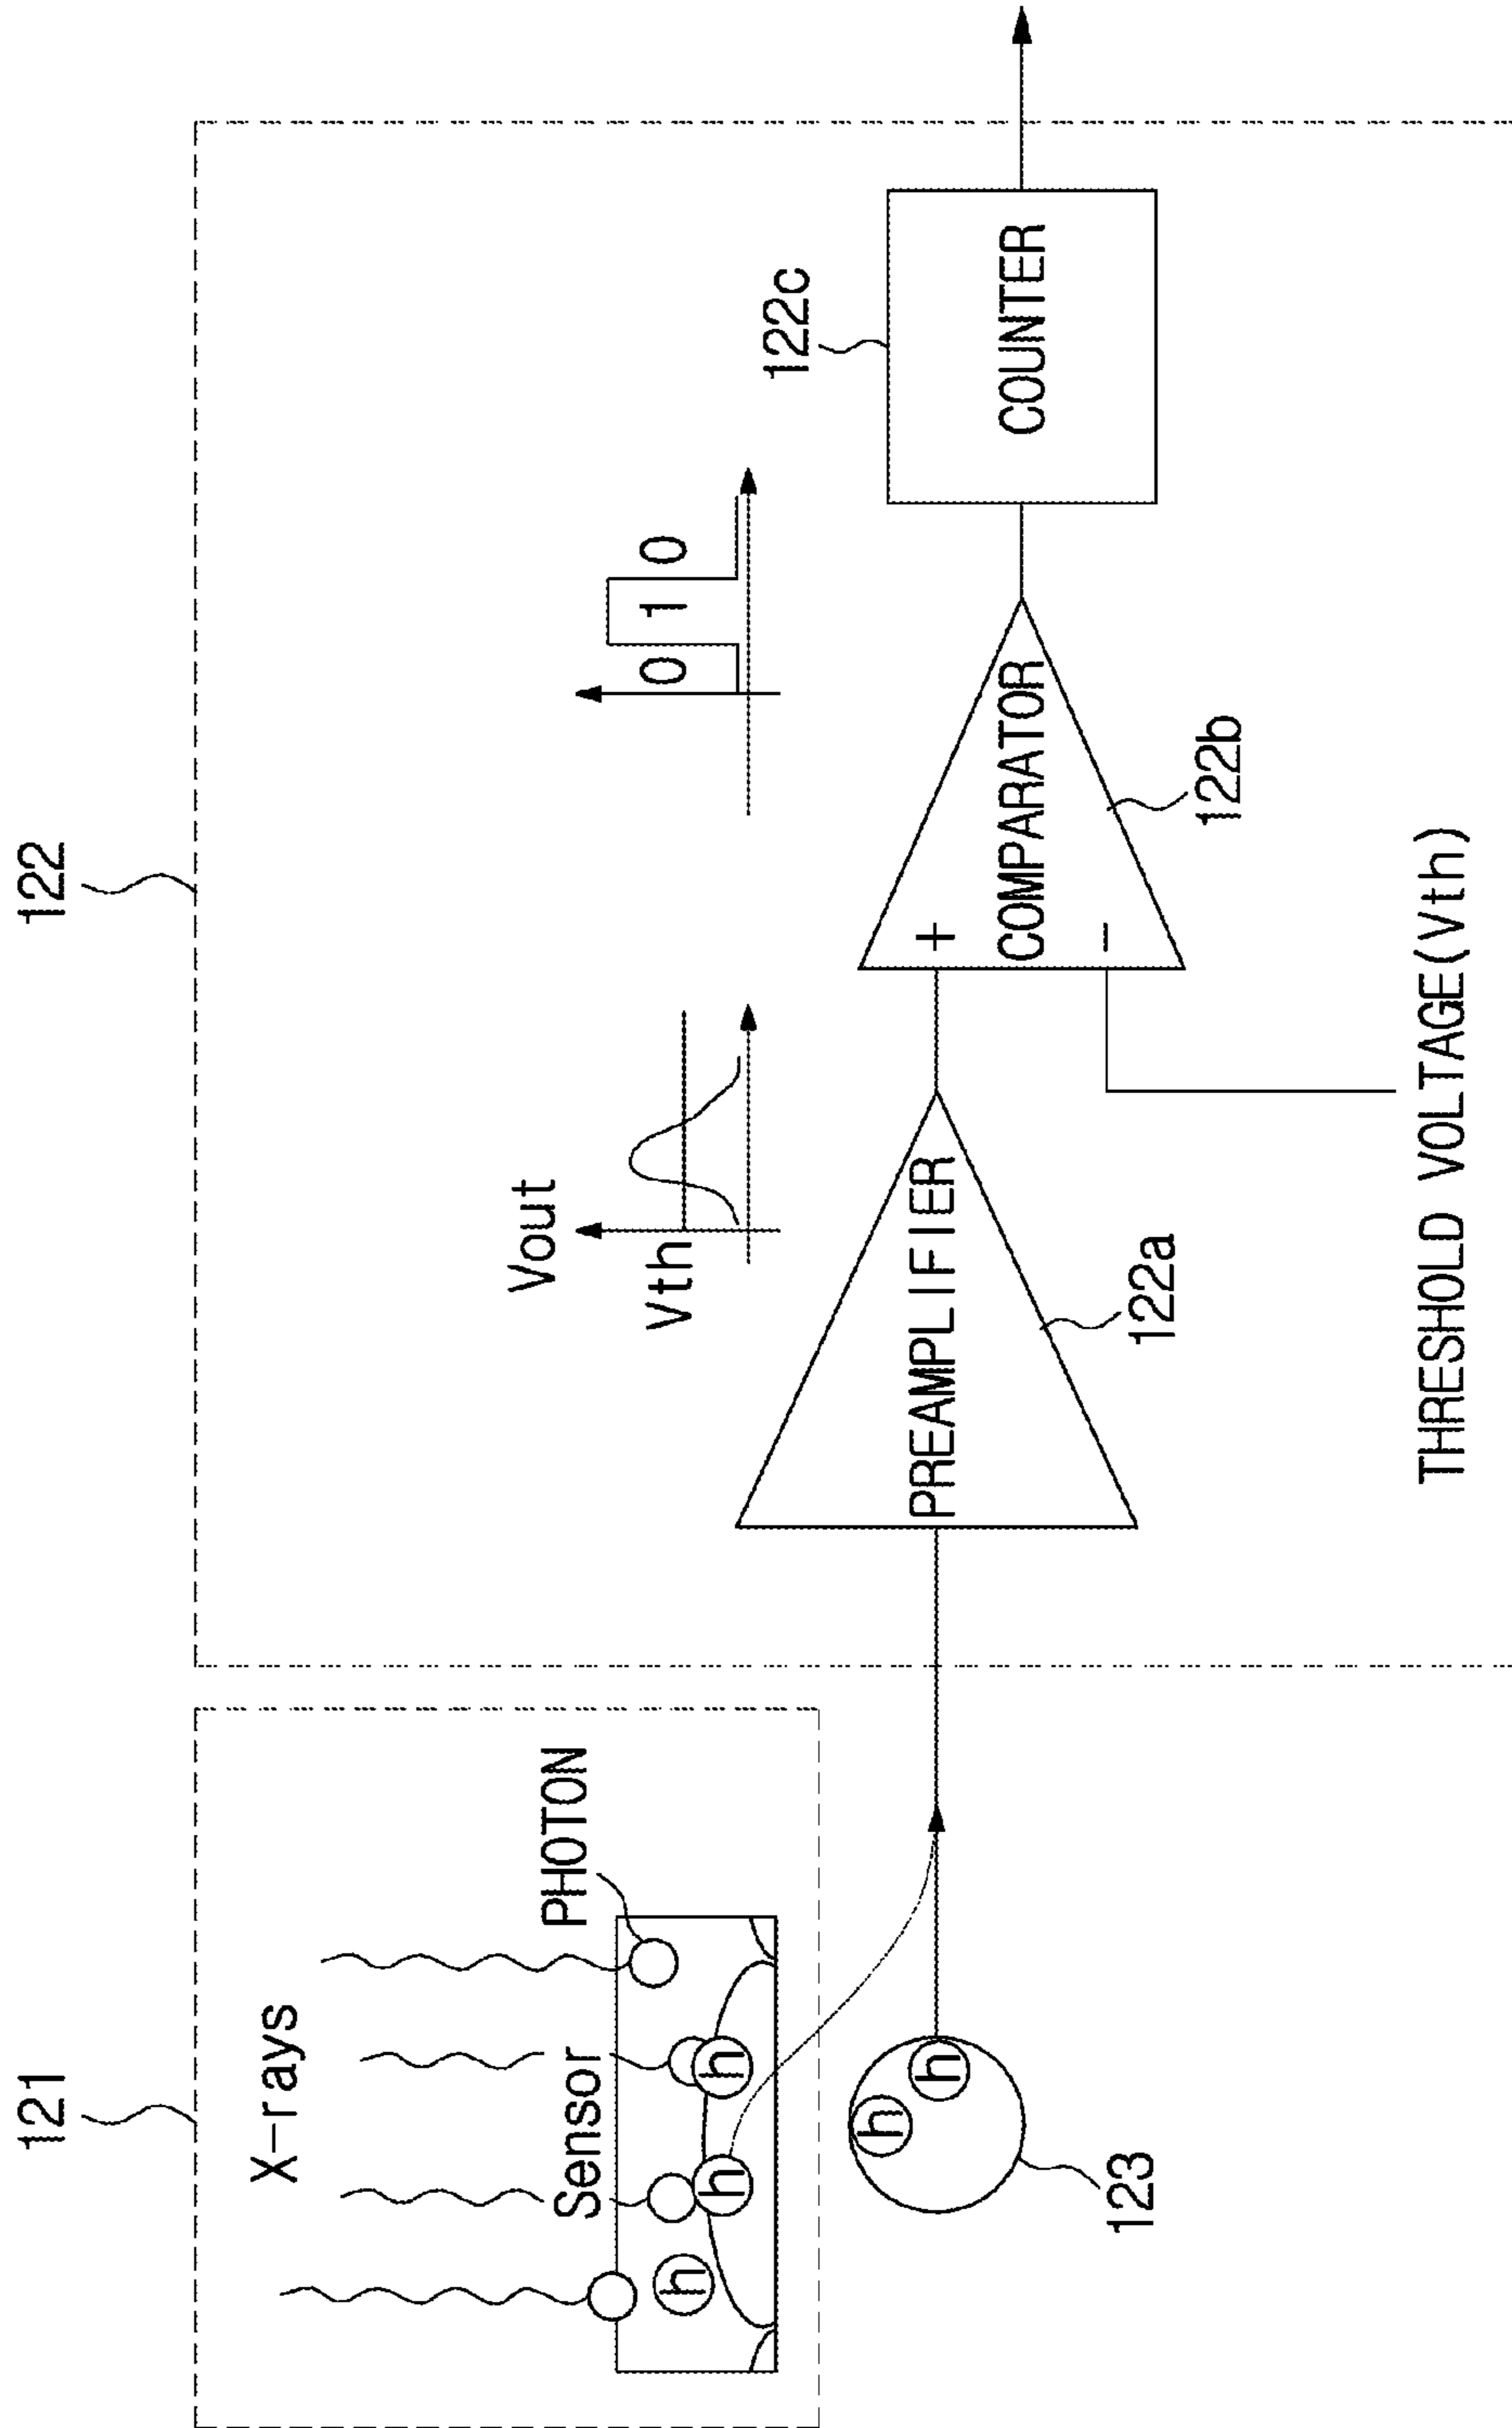 121
122
X-rays
Sensor
PHOTON
h
h
h
h
h
123
Vout
Vth
0 1 0
PREAMPLIFIER
122a
+
COMPARATOR
-
122b
122c
COUNTER
THRESHOLD VOLTAGE(Vth)